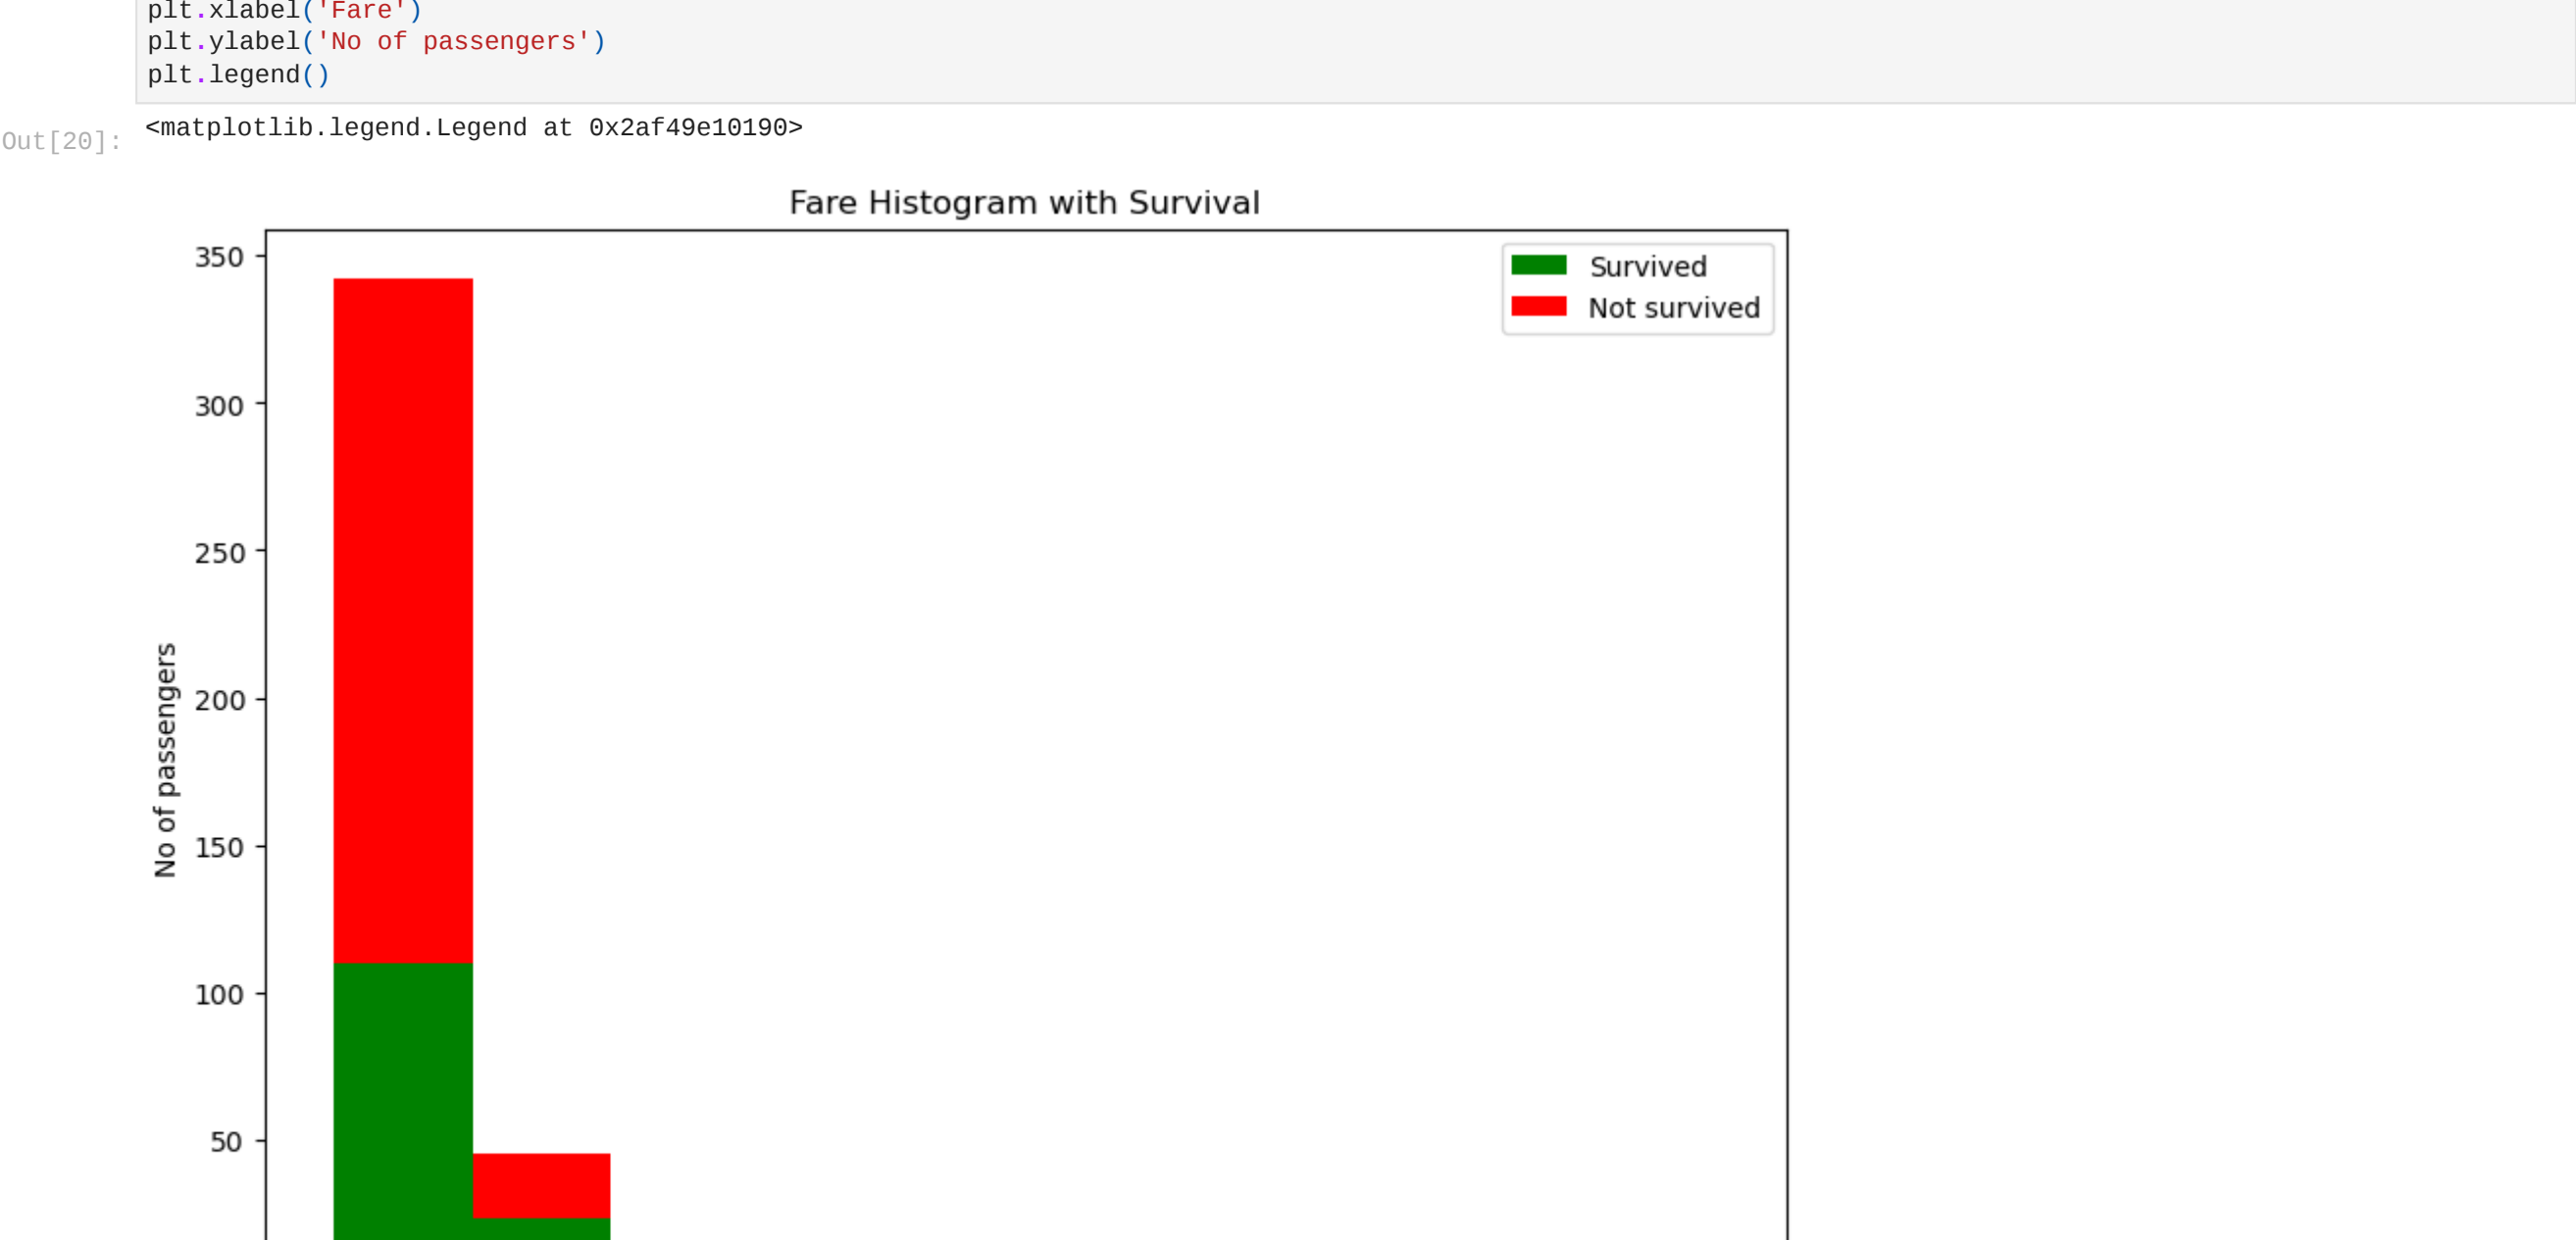 plt.xlabel('Fare')
plt.ylabel('No of passengers')
plt.legend()
Out[20]:
<matplotlib.legend.Legend at 0x2af49e10190>
Fare Histogram with Survival
Survived
Not survived
350
300
250
200
150
100
50
No of passengers